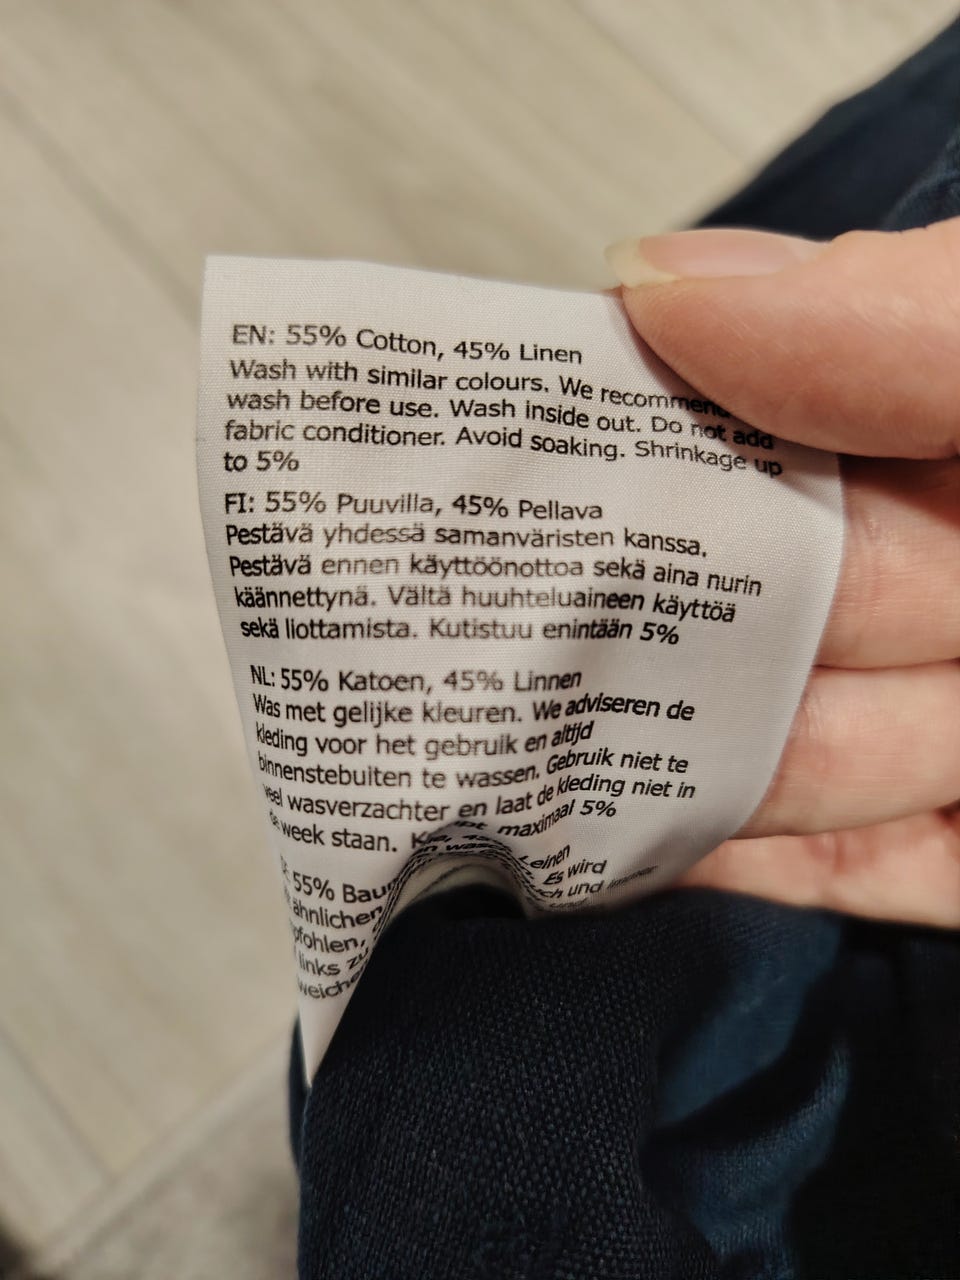 EN: 55% Cotton, 45% Linen
Wash with similar colours. We recommend
wash before use. Wash inside out. Do not add
fabric conditioner. Avoid soaking. Shrinkage up
to 5%
FI: 55% Puuvilla, 45% Pellava
Pestävä yhdessä samanväristen kanssa.
Pestävä ennen käyttöönottoa sekä aina nurin
käännettynä. Vältä huuhteluaineen käyttöä
sekä liottamista. Kutistuu enintään 5%
NL: 55% Katoen, 45% Linnen
Was met gelijke kleuren. We adviseren de
kleding voor het gebruik en altijd
binnenstebuiten te wassen. Gebruik niet te
veel wasverzachter en laat de kleding niet in
de week staan. maximaal 5%
55% Leinen
ähnlichen Es wird
und immer
links